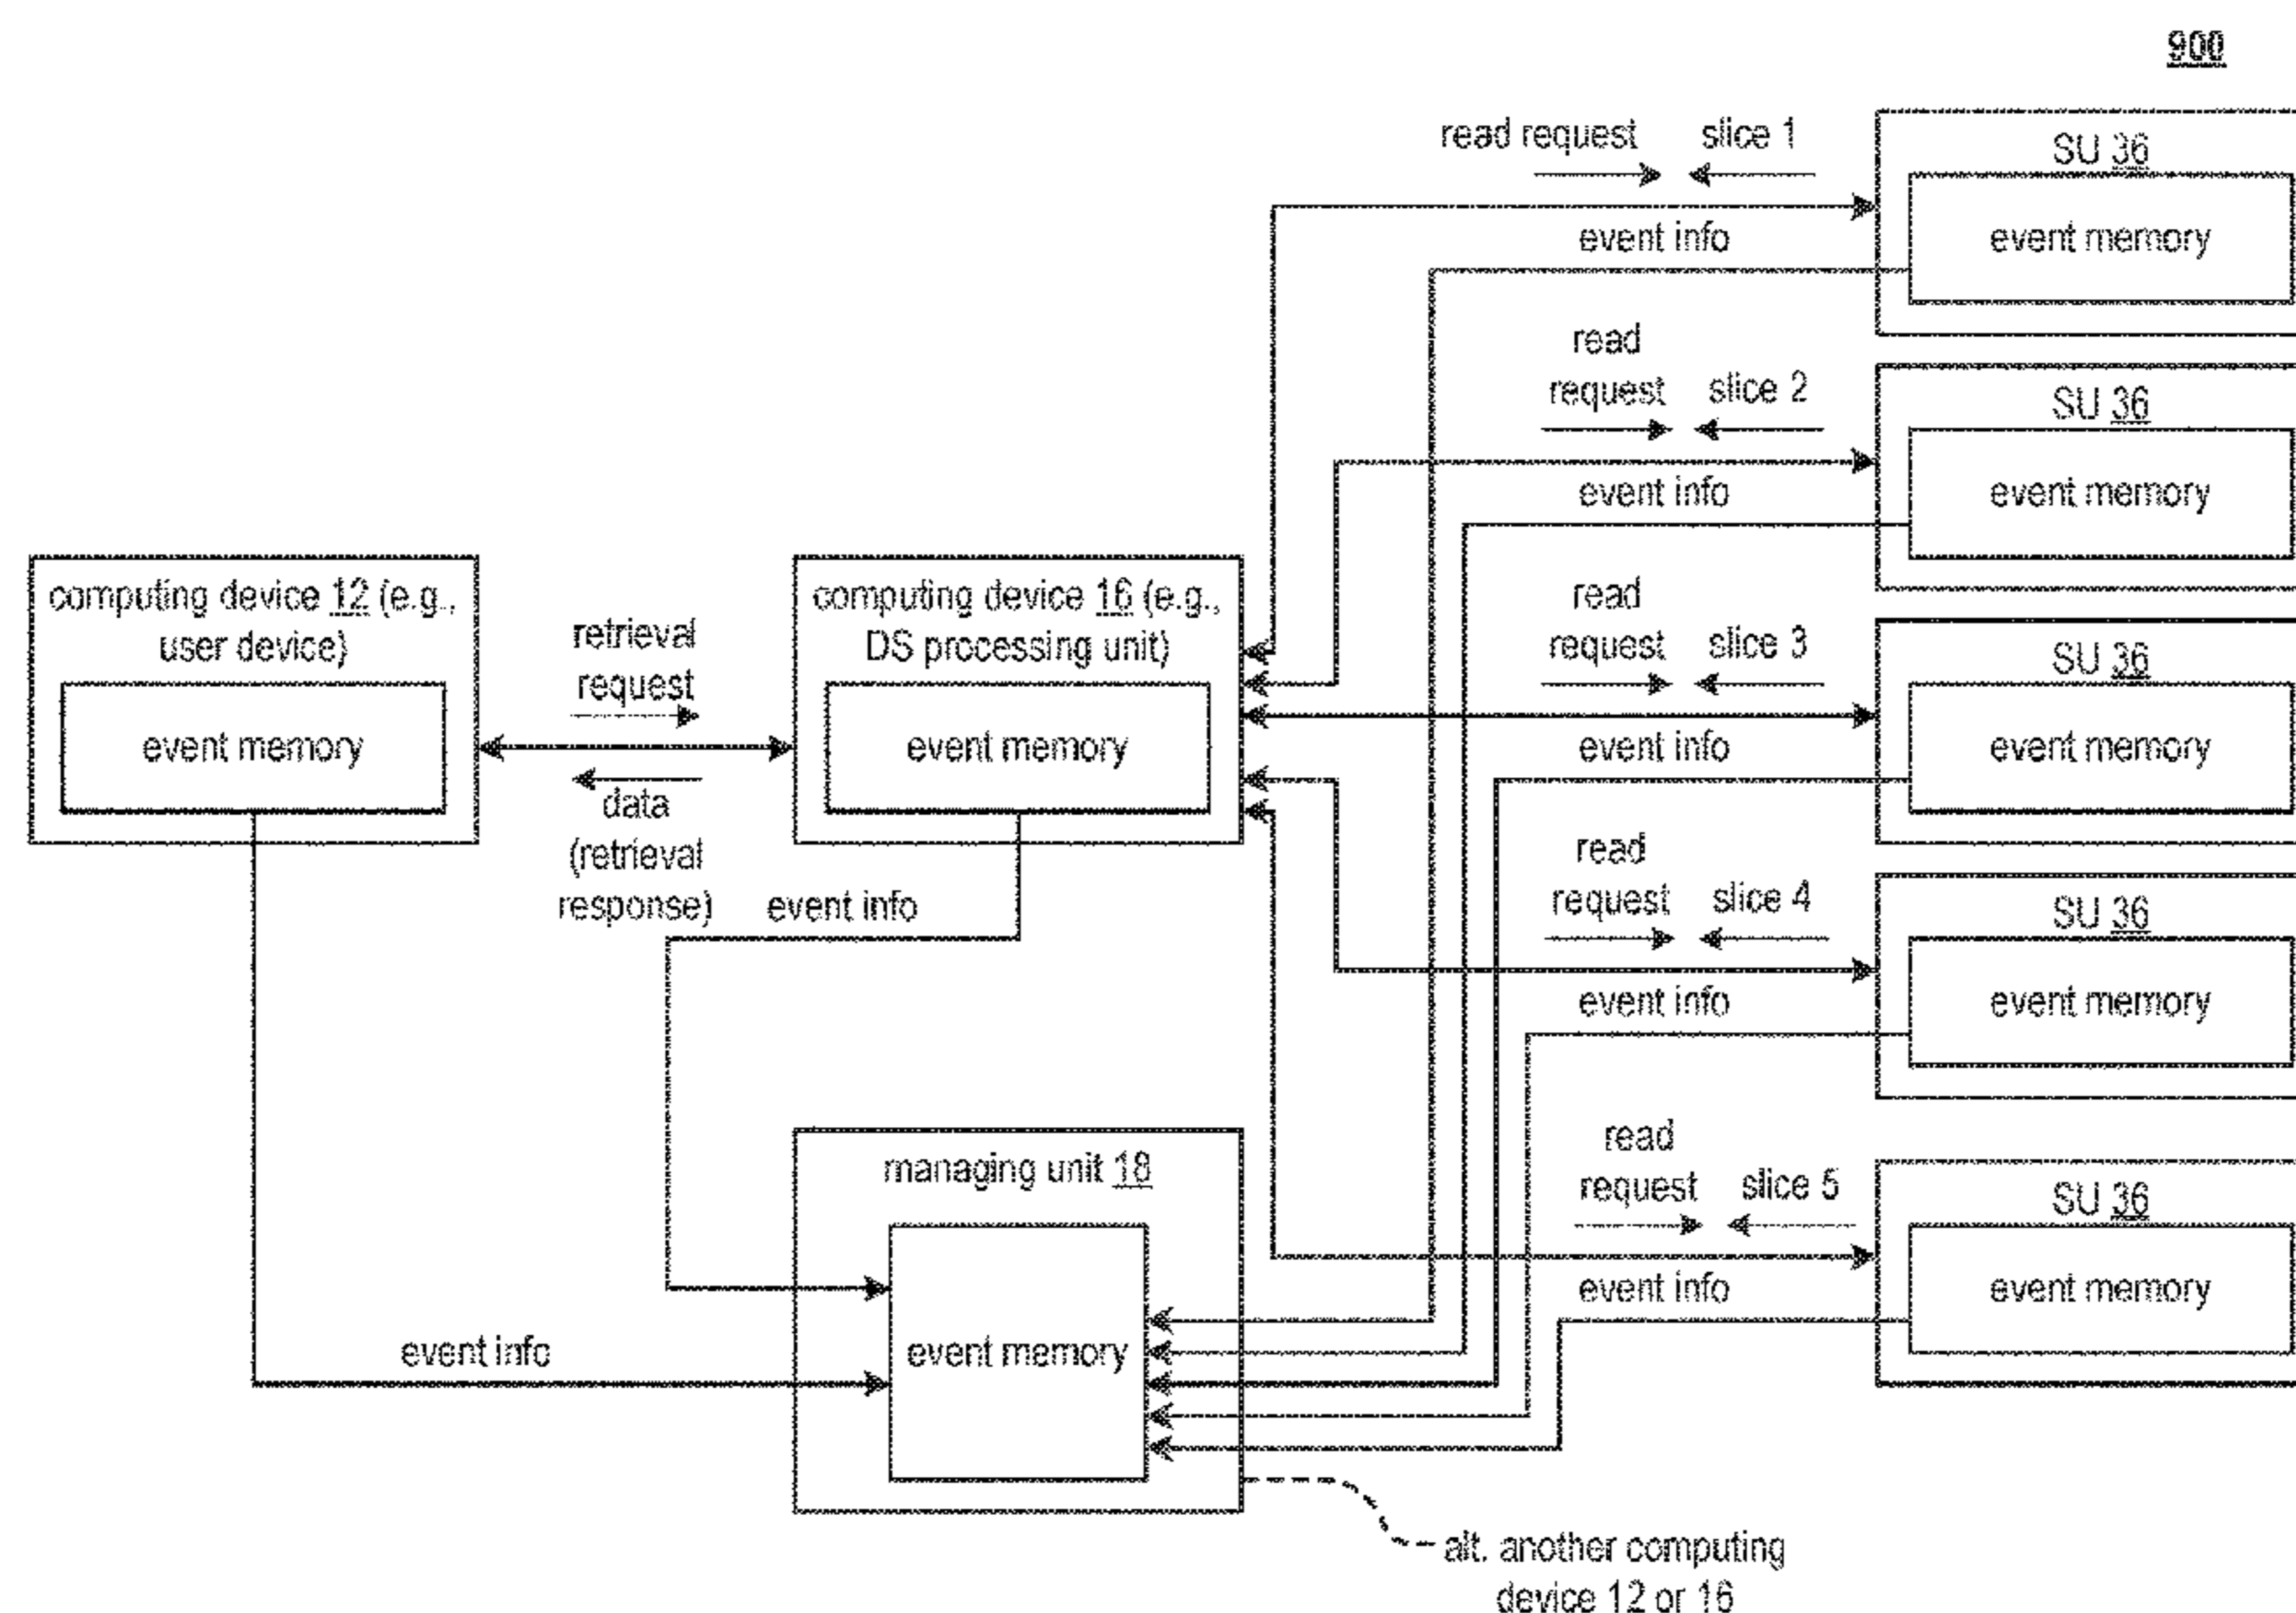 900
read request
slice 1
SU 36
event memory
event info
read
request
slice 2
SU 36
event memory
event info
computing device 12 (e.g.,
user device)
event memory
retrieval
request
data
(retrieval
response)
computing device 16 (e.g.,
DS processing unit)
event memory
event info
read
request
slice 3
SU 36
event memory
event info
read
request
slice 4
SU 36
event memory
event info
managing unit 18
event memory
event info
read
request
slice 5
SU 36
event memory
event info
alt. another computing
device 12 or 16